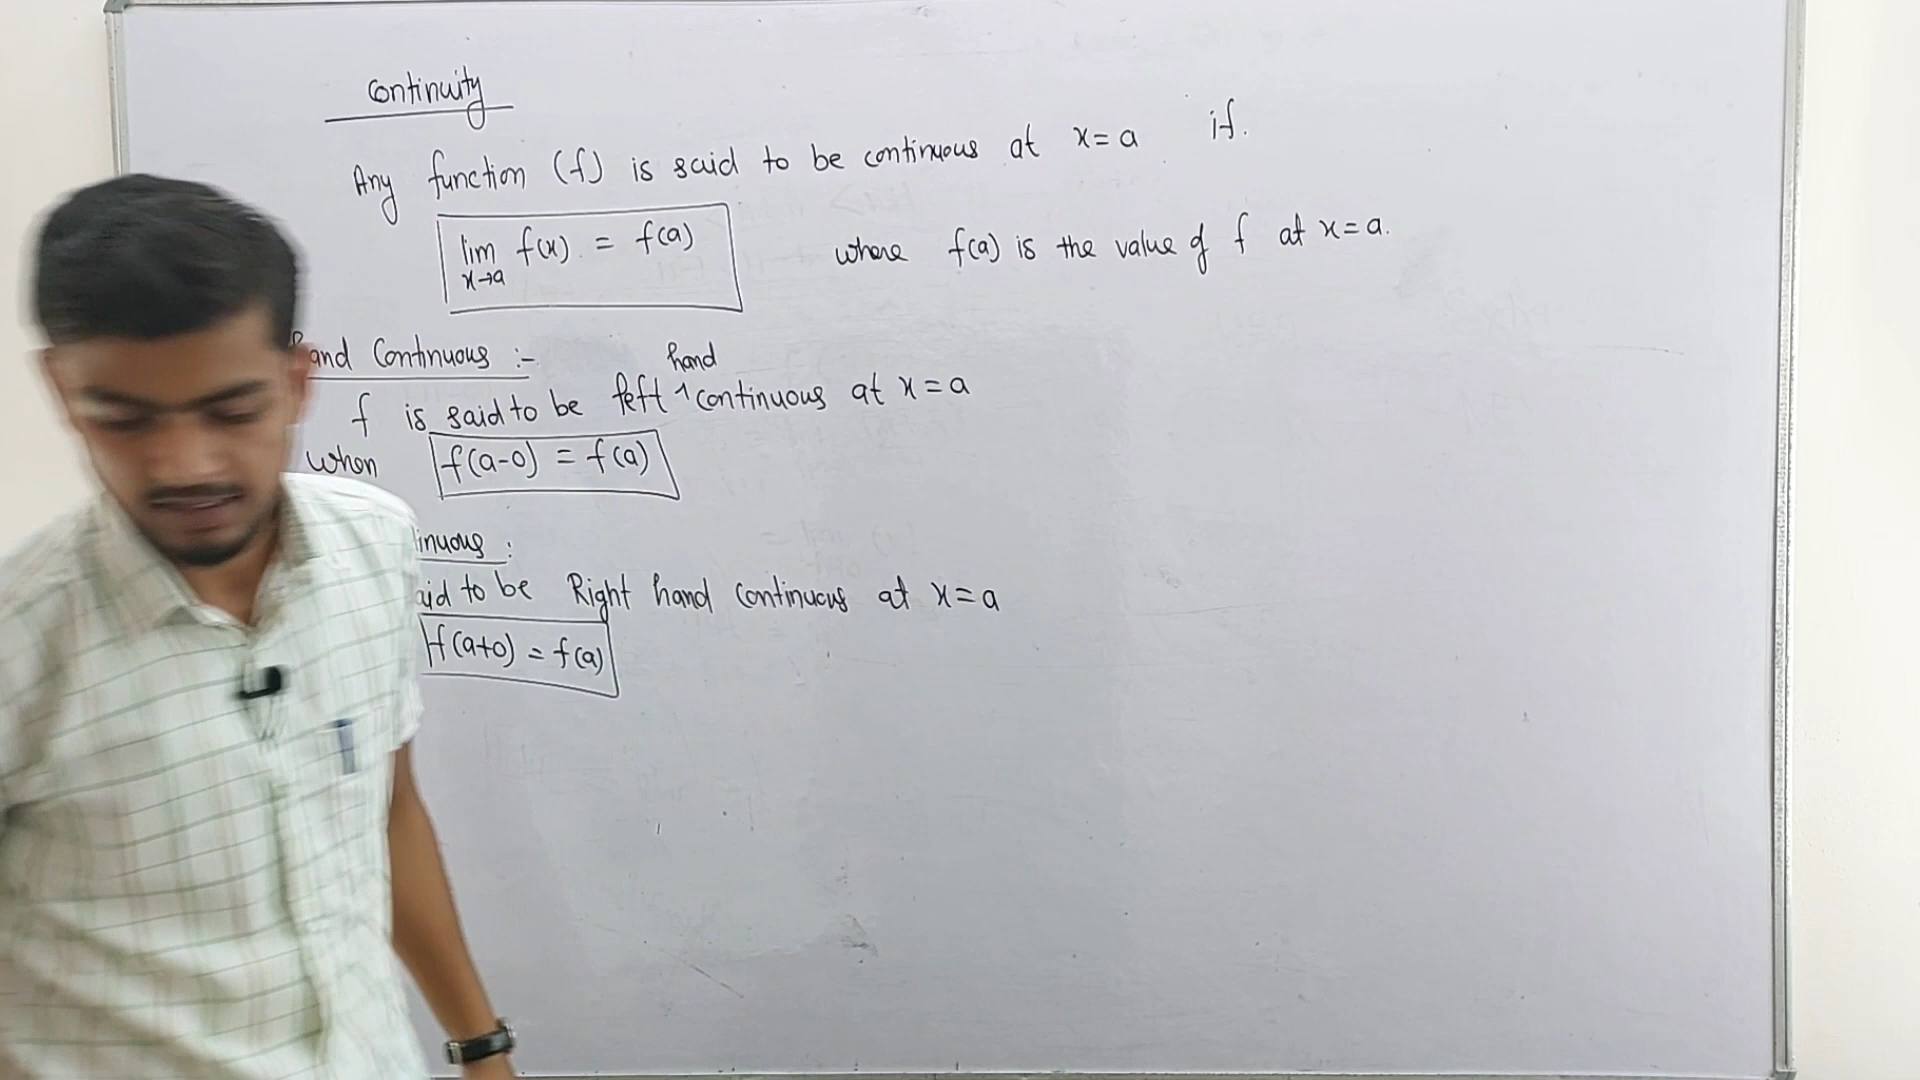 Continuity
Any function (f) is said to be continuous at x=a if.
lim f(x) = f(a) where f(a) is the value of f at x=a.
x→a
Hand Continuous :-
f is said to be left hand continuous at x=a
when f(a-0) = f(a)
inuous :
aid to be Right hand continuous at x=a
f(a+0) = f(a)